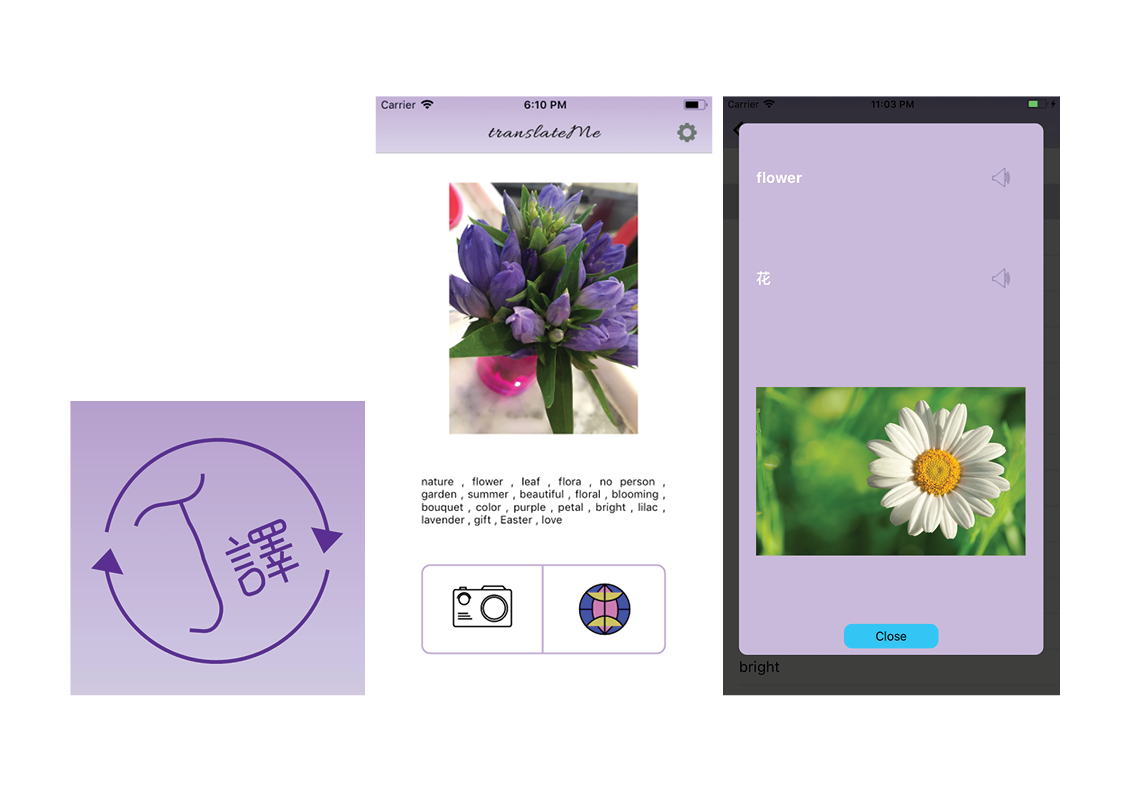 T譯
Carrier 6:10 PM
translateMe
nature , flower , leaf , flora , no person ,
garden , summer , beautiful , floral , blooming ,
bouquet , color , purple , petal , bright , lilac ,
lavender , gift , Easter , love
Carrier 11:03 PM
flower
花
Close
bright